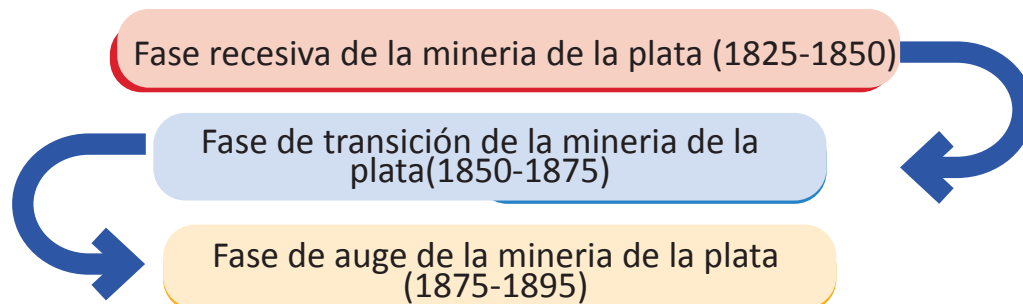 Fase recesiva de la mineria de la plata (1825-1850)
Fase de transición de la mineria de la
plata(1850-1875)
Fase de auge de la mineria de la plata
(1875-1895)